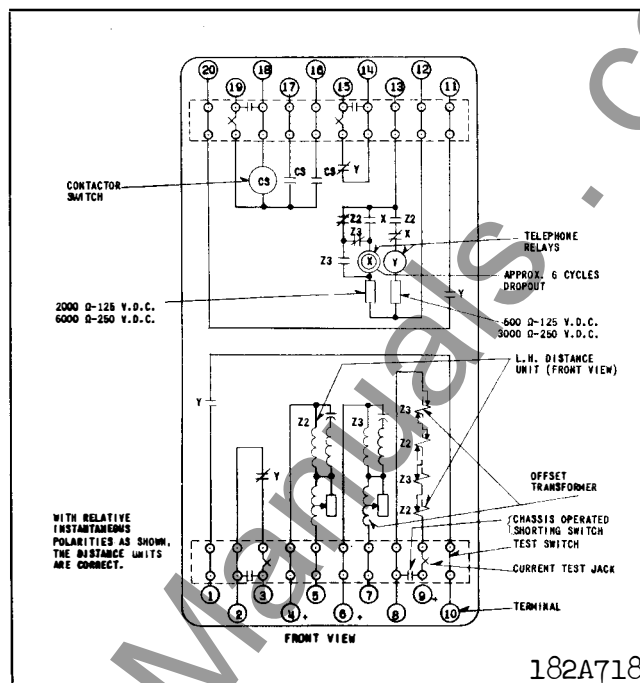 20 19 18 17 16 15 14 13 12 11
CONTACTOR
SWITCH
CS
CS
CS
Y
Z2
X
Z2
Z3
X
Z3
X
Y
TELEPHONE
RELAYS
APPROX. 6 CYCLES
DROPOUT
Y
2000 Ω-125 V.D.C.
6000 Ω-250 V.D.C.
500 Ω-125 V.D.C.
3000 Ω-250 V.D.C.
L.H. DISTANCE
UNIT (FRONT VIEW)
Y
Z2
Z3
Z3
Z2
Z3
Z2
Y
OFFSET
TRANSFORMER
WITH RELATIVE
INSTANTANEOUS
POLARITIES AS SHOWN,
THE DISTANCE UNITS
ARE CORRECT.
CHASSIS OPERATED
SHORTING SWITCH
TEST SWITCH
CURRENT TEST JACK
TERMINAL
1 2 3 4 + 5 6 + 7 8 9 + 10
FRONT VIEW
182A718
Manuals.c